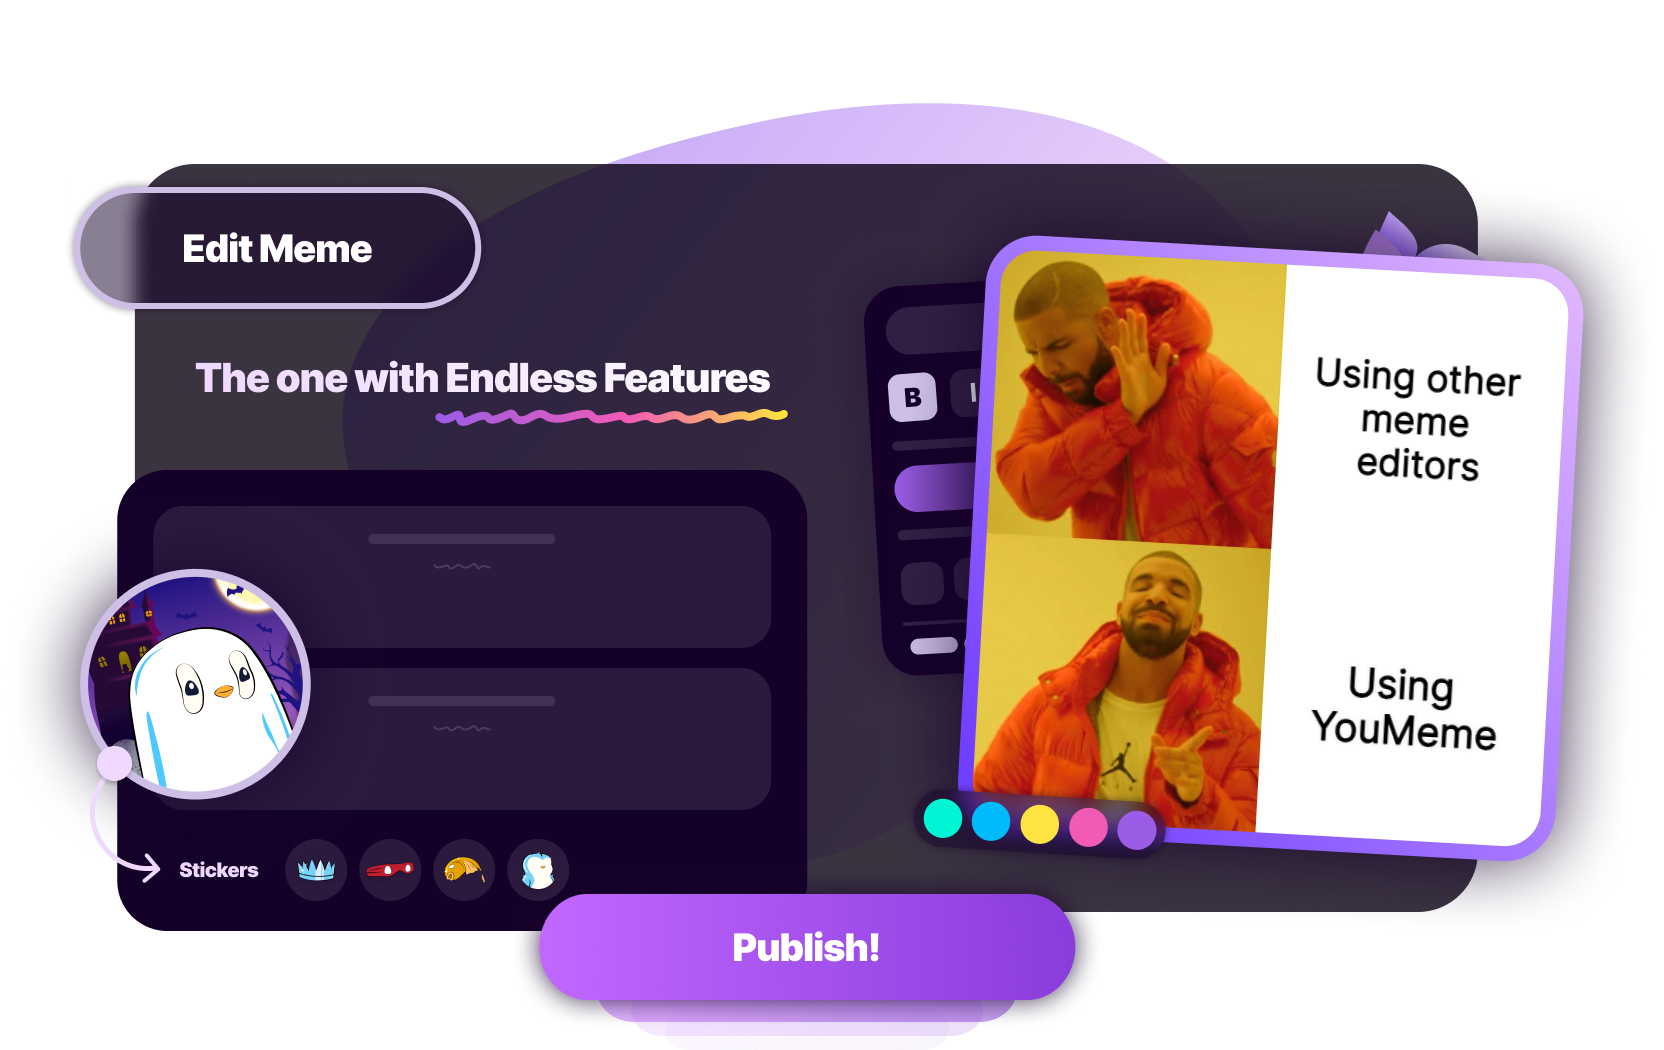 Edit Meme
The one with Endless Features
B I
Using other
meme
editors
Using
YouMeme
Stickers
Publish!